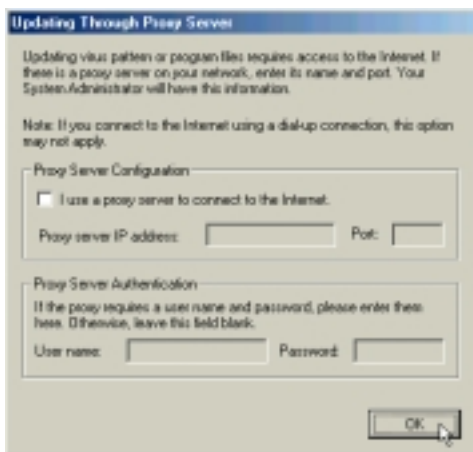 Updating Through Proxy Server
Updating virus pattern or program files requires access to the Internet. If
there is a proxy server on your network, enter its name and port. Your
System Administrator will have this information.
Note: If you connect to the Internet using a dial-up connection, this option
may not apply.
Proxy Server Configuration
I use a proxy server to connect to the Internet.
Proxy server IP address: Port:
Proxy Server Authentication
If the proxy requires a user name and password, please enter them
here. Otherwise, leave this field blank.
User name: Password:
OK